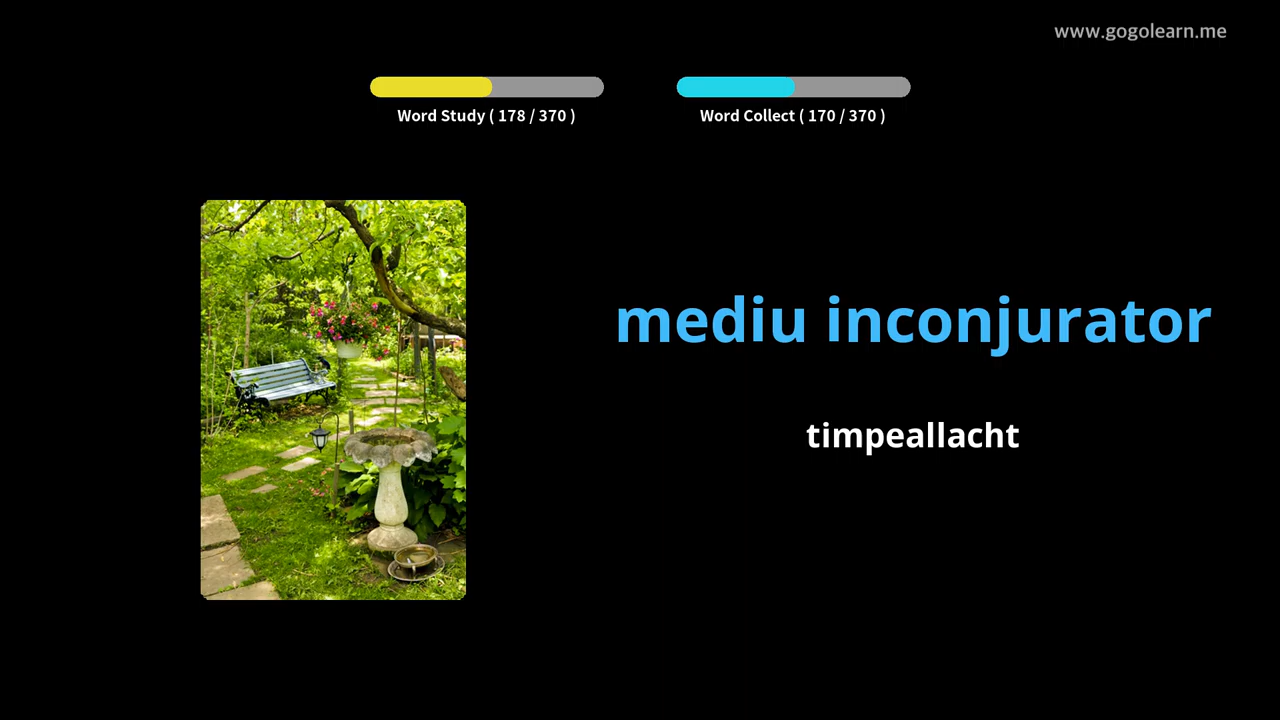 www.gogolearn.me
Word Study ( 178 / 370 )
Word Collect ( 170 / 370 )
mediu inconjurator
timpeallacht